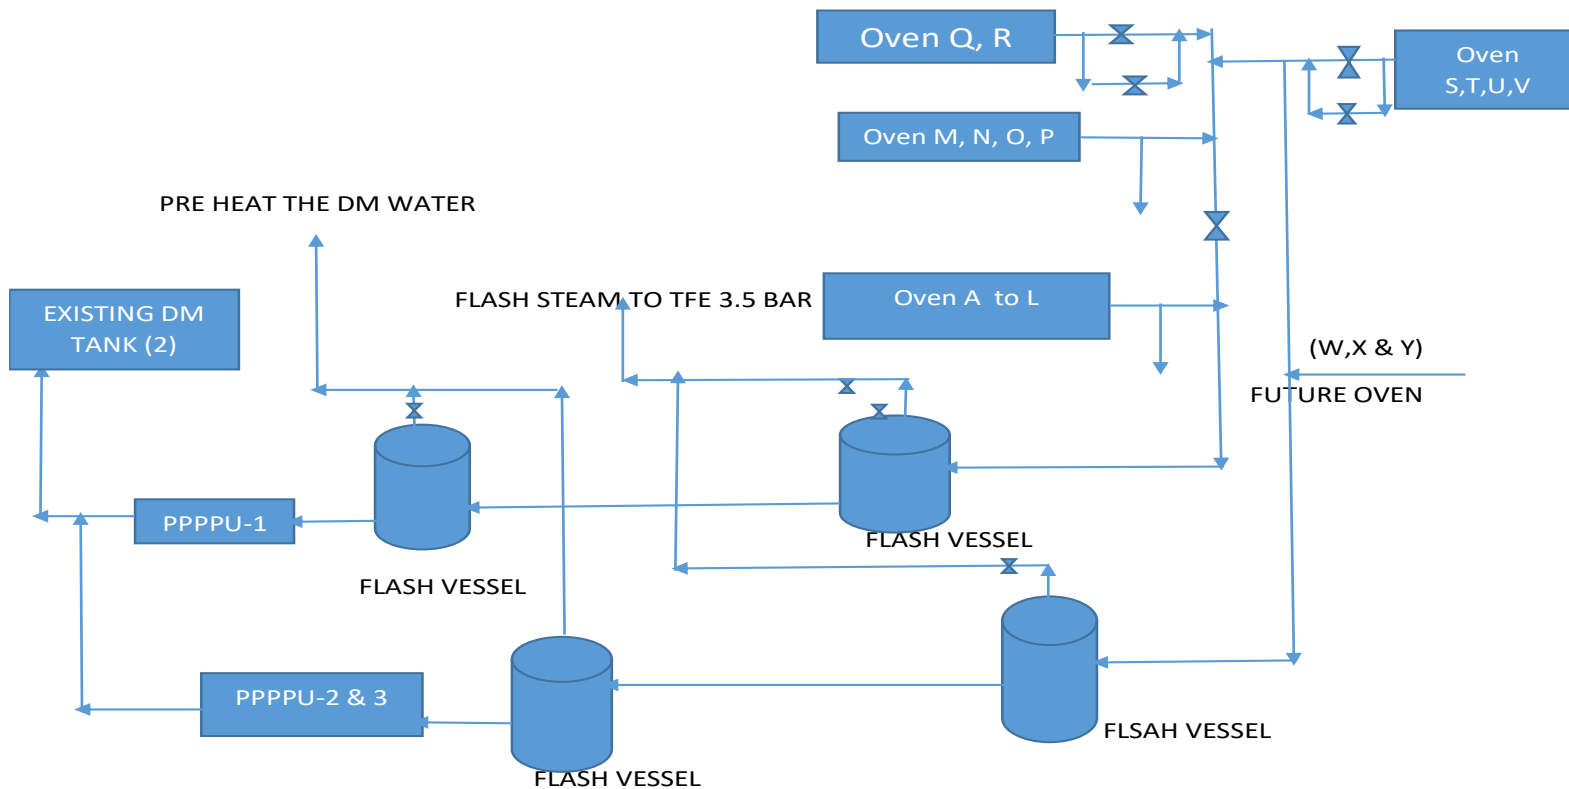 Oven Q, R
Oven
S,T,U,V
Oven M, N, O, P
PRE HEAT THE DM WATER
FLASH STEAM TO TFE 3.5 BAR
Oven A  to L
EXISTING DM
TANK (2)
(W,X & Y)
FUTURE OVEN
PPPPU-1
FLASH VESSEL
FLASH VESSEL
PPPPU-2 & 3
FLSAH VESSEL
FLASH VESSEL